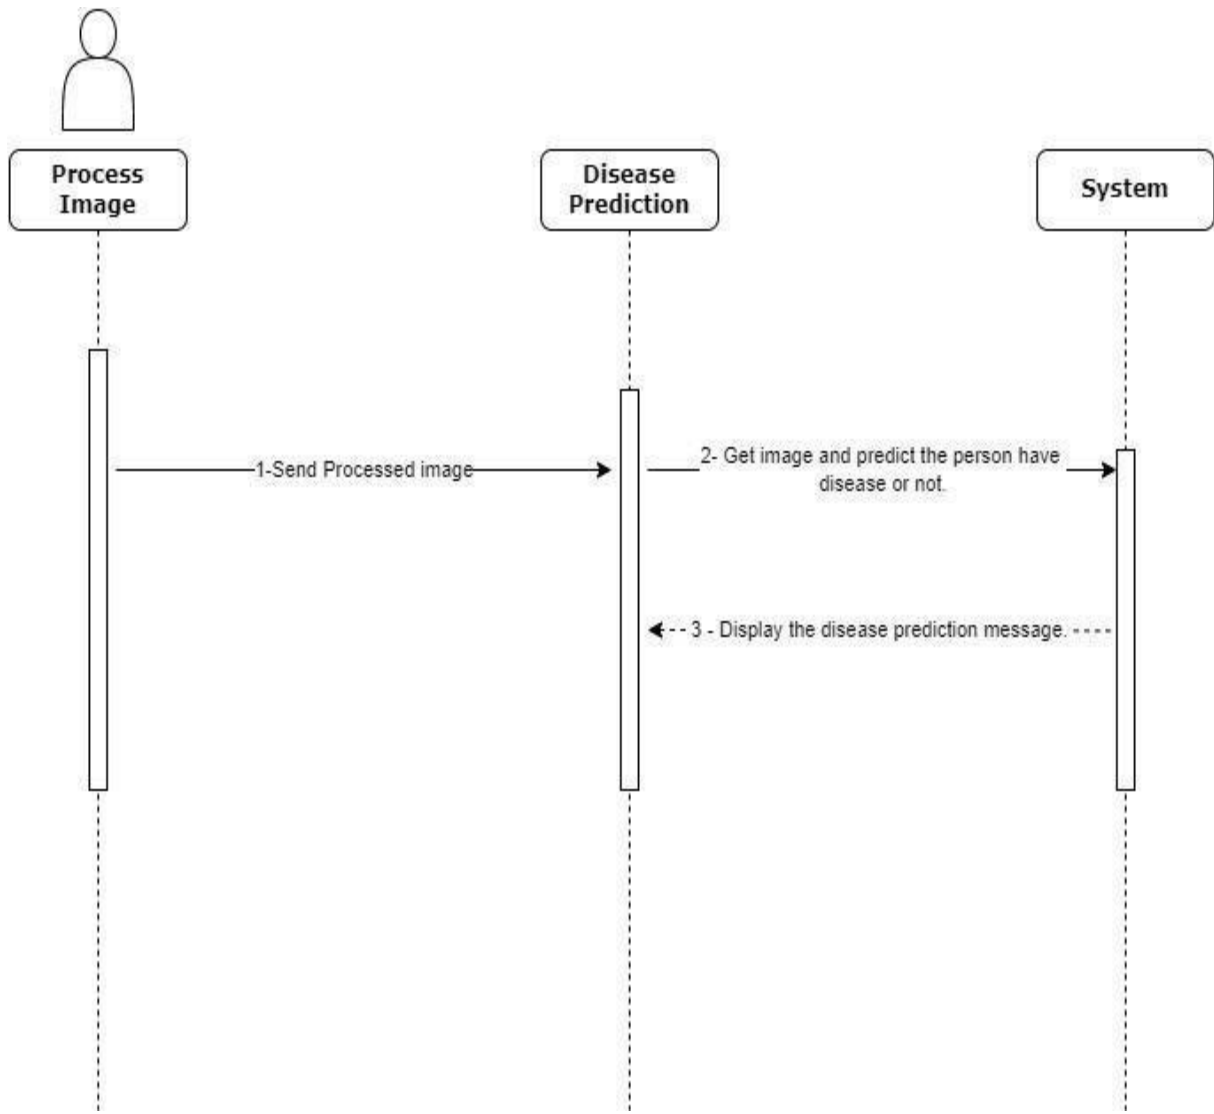 Process
Image
Disease
Prediction
System
1-Send Processed image
2- Get image and predict the person have
disease or not.
3 - Display the disease prediction message.